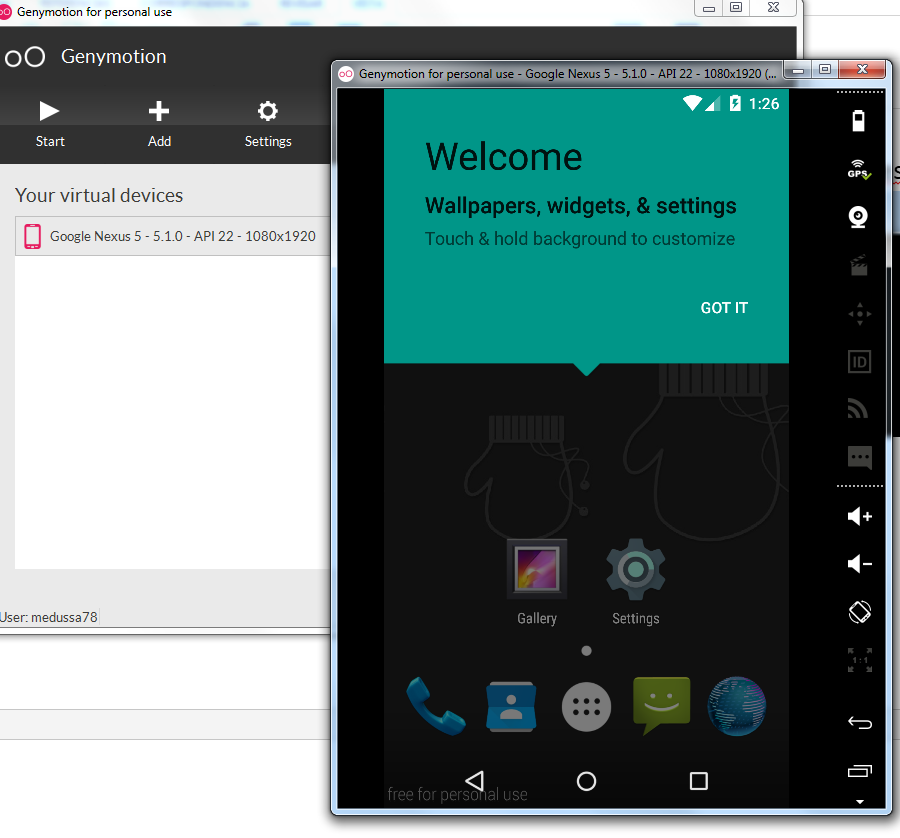 Genymotion for personal use
Genymotion
Start
Add
Settings
Your virtual devices
Google Nexus 5 - 5.1.0 - API 22 - 1080x1920
User: medussa78
Genymotion for personal use - Google Nexus 5 - 5.1.0 - API 22 - 1080x1920 (...
1:26
Welcome
Wallpapers, widgets, & settings
Touch & hold background to customize
GOT IT
Gallery
Settings
free for personal use
GPS
ID
1:1